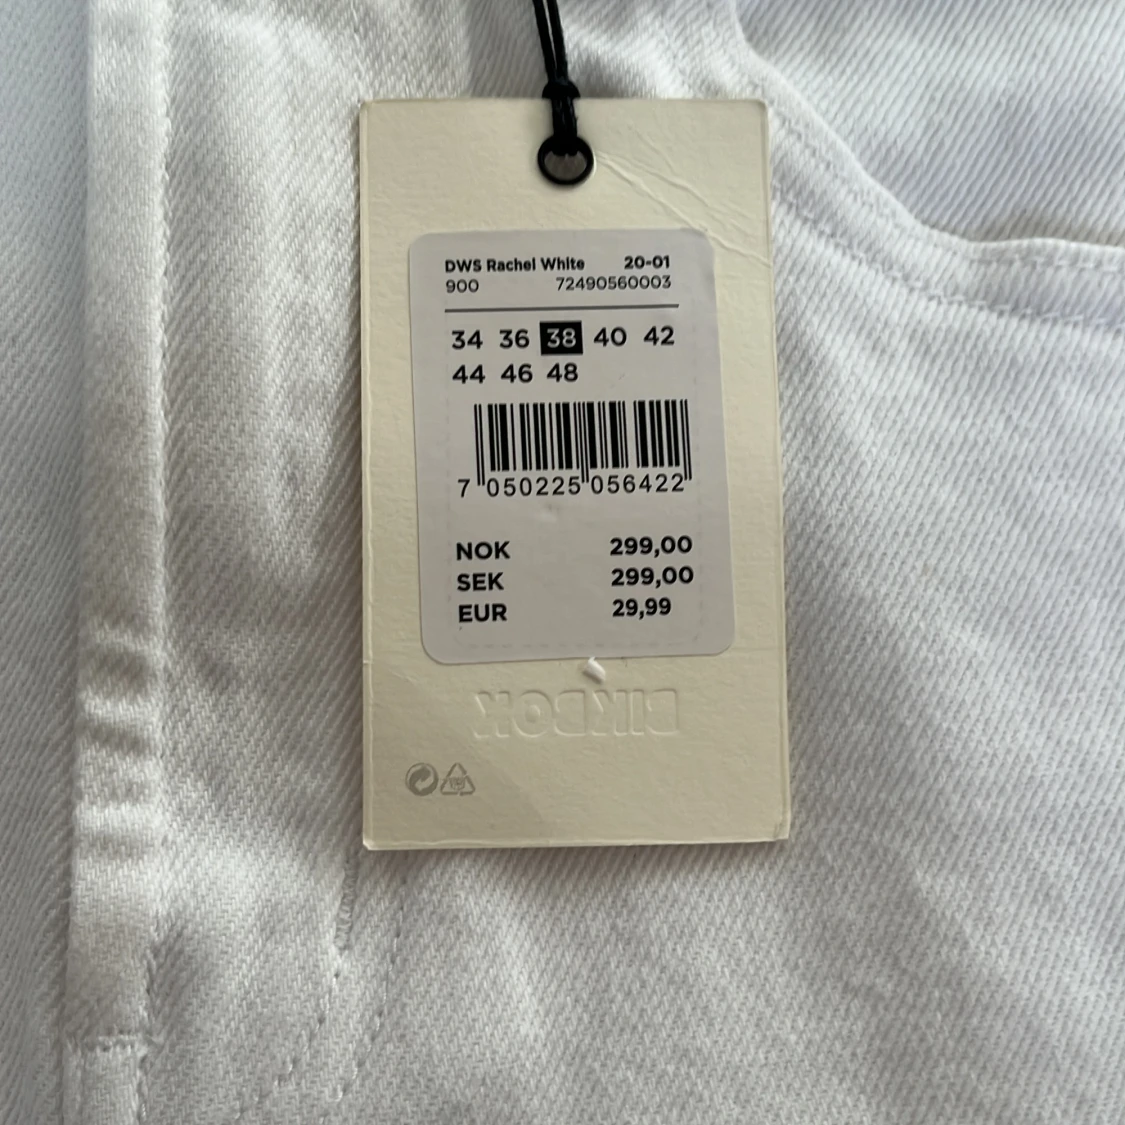 DWS Rachel White 20-01
900 72490560003
34 36 38 40 42
44 46 48
7 050225 056422
NOK 299,00
SEK 299,00
EUR 29,99
BIKBOK